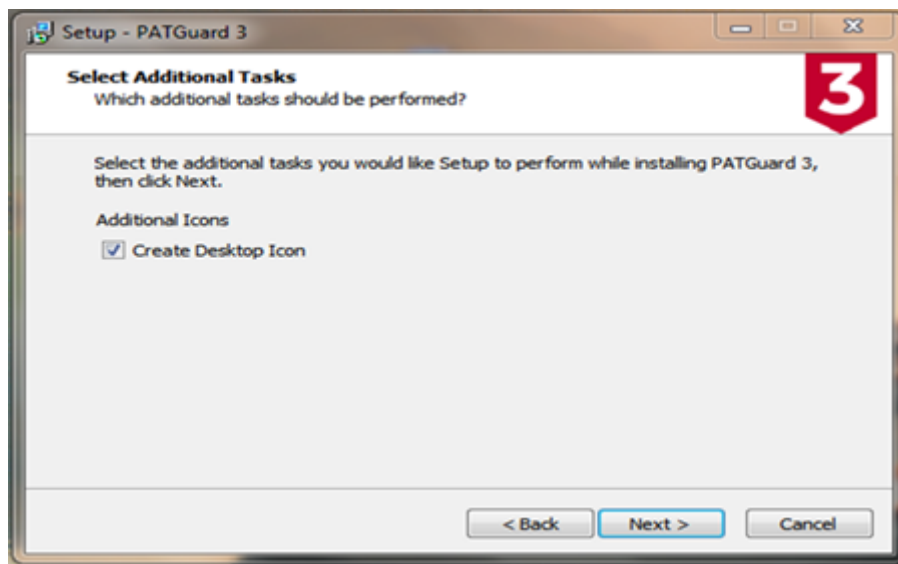 Setup - PATGuard 3
Select Additional Tasks
Which additional tasks should be performed?
3
Select the additional tasks you would like Setup to perform while installing PATGuard 3,
then click Next.
Additional Icons
Create Desktop Icon
< Back
Next >
Cancel